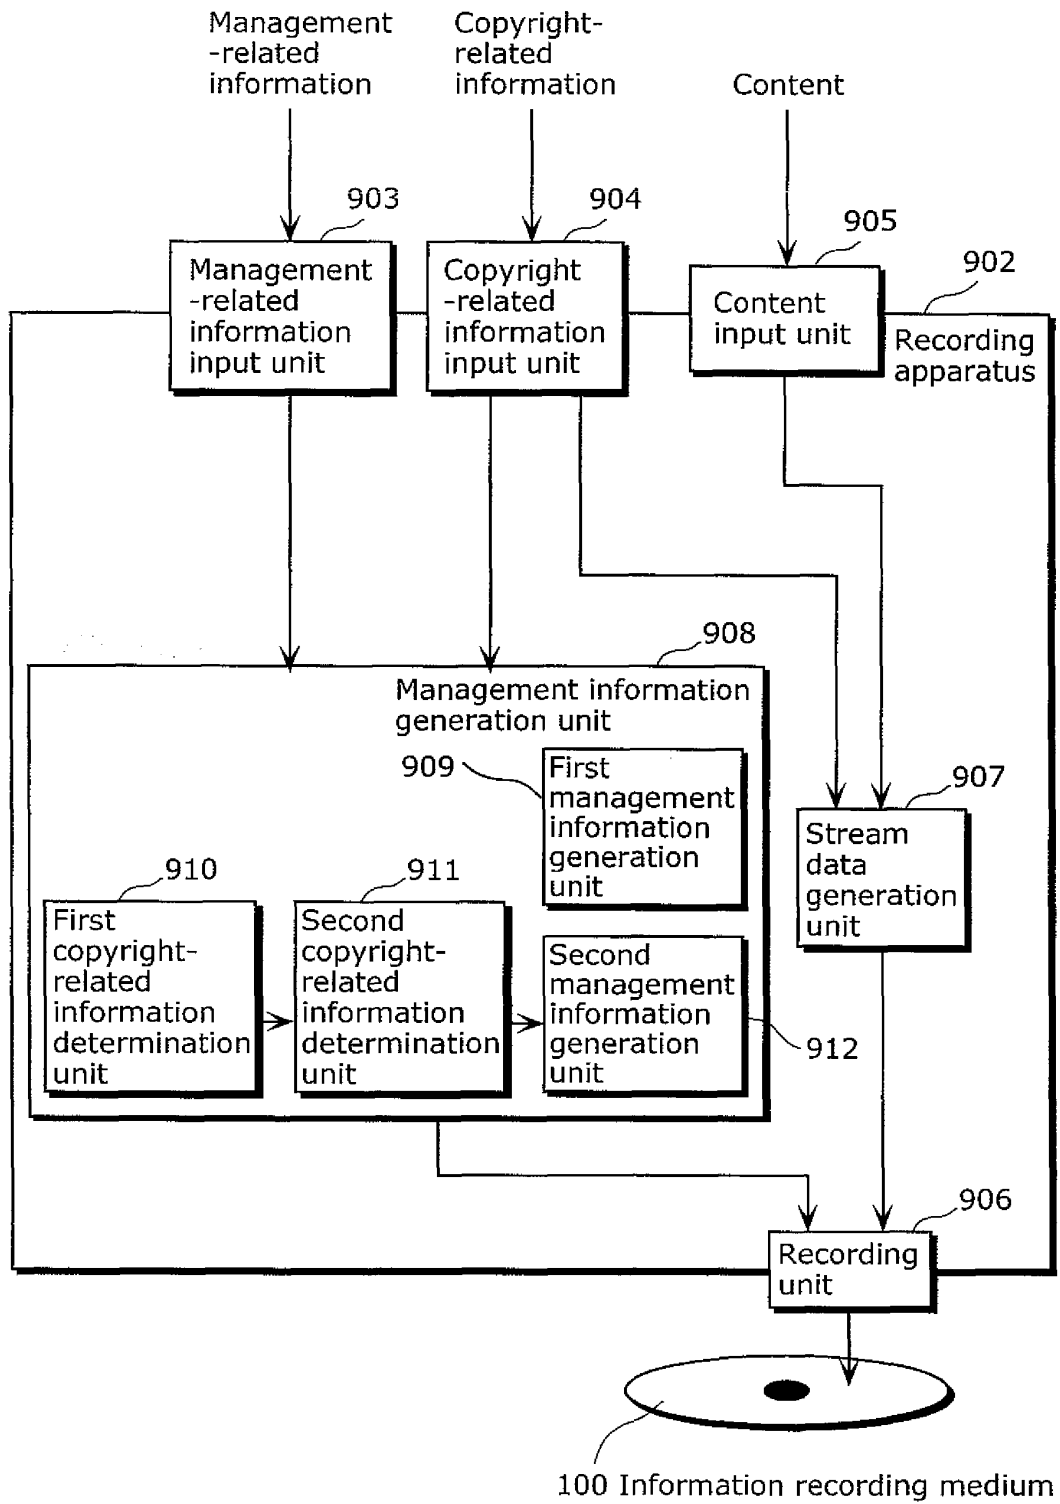 Management
-related
information
Copyright-
related
information
Content
903
904
905
902
Management
-related
information
input unit
Copyright
-related
information
input unit
Content
input unit
Recording
apparatus
908
Management information
generation unit
909
First
management
information
generation
unit
907
Stream
data
generation
unit
910
First
copyright-
related
information
determination
unit
911
Second
copyright-
related
information
determination
unit
Second
management
information
generation
unit
912
906
Recording
unit
100 Information recording medium